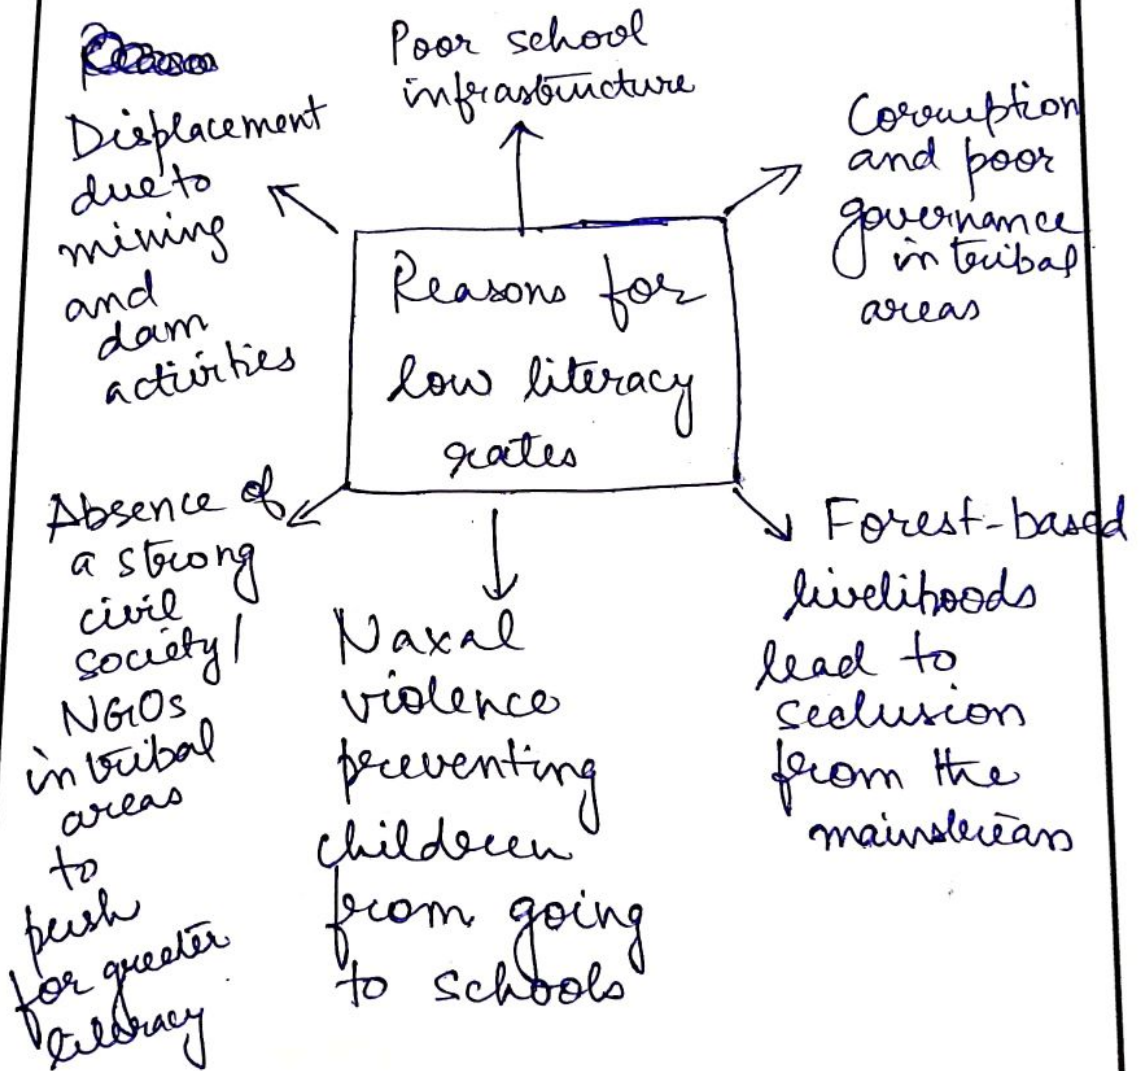 Poor school
infrastructure
Displacement
due to
mining
and
dam
activities
Corruption
and poor
governance
in tribal
areas
Reasons for
low literacy
rates
Absence of
a strong
civil
society/
NGOs
in tribal
areas
to
push
for greater
literacy
Naxal
violence
preventing
children
from going
to schools
Forest-based
livelihoods
lead to
seclusion
from the
mainstream